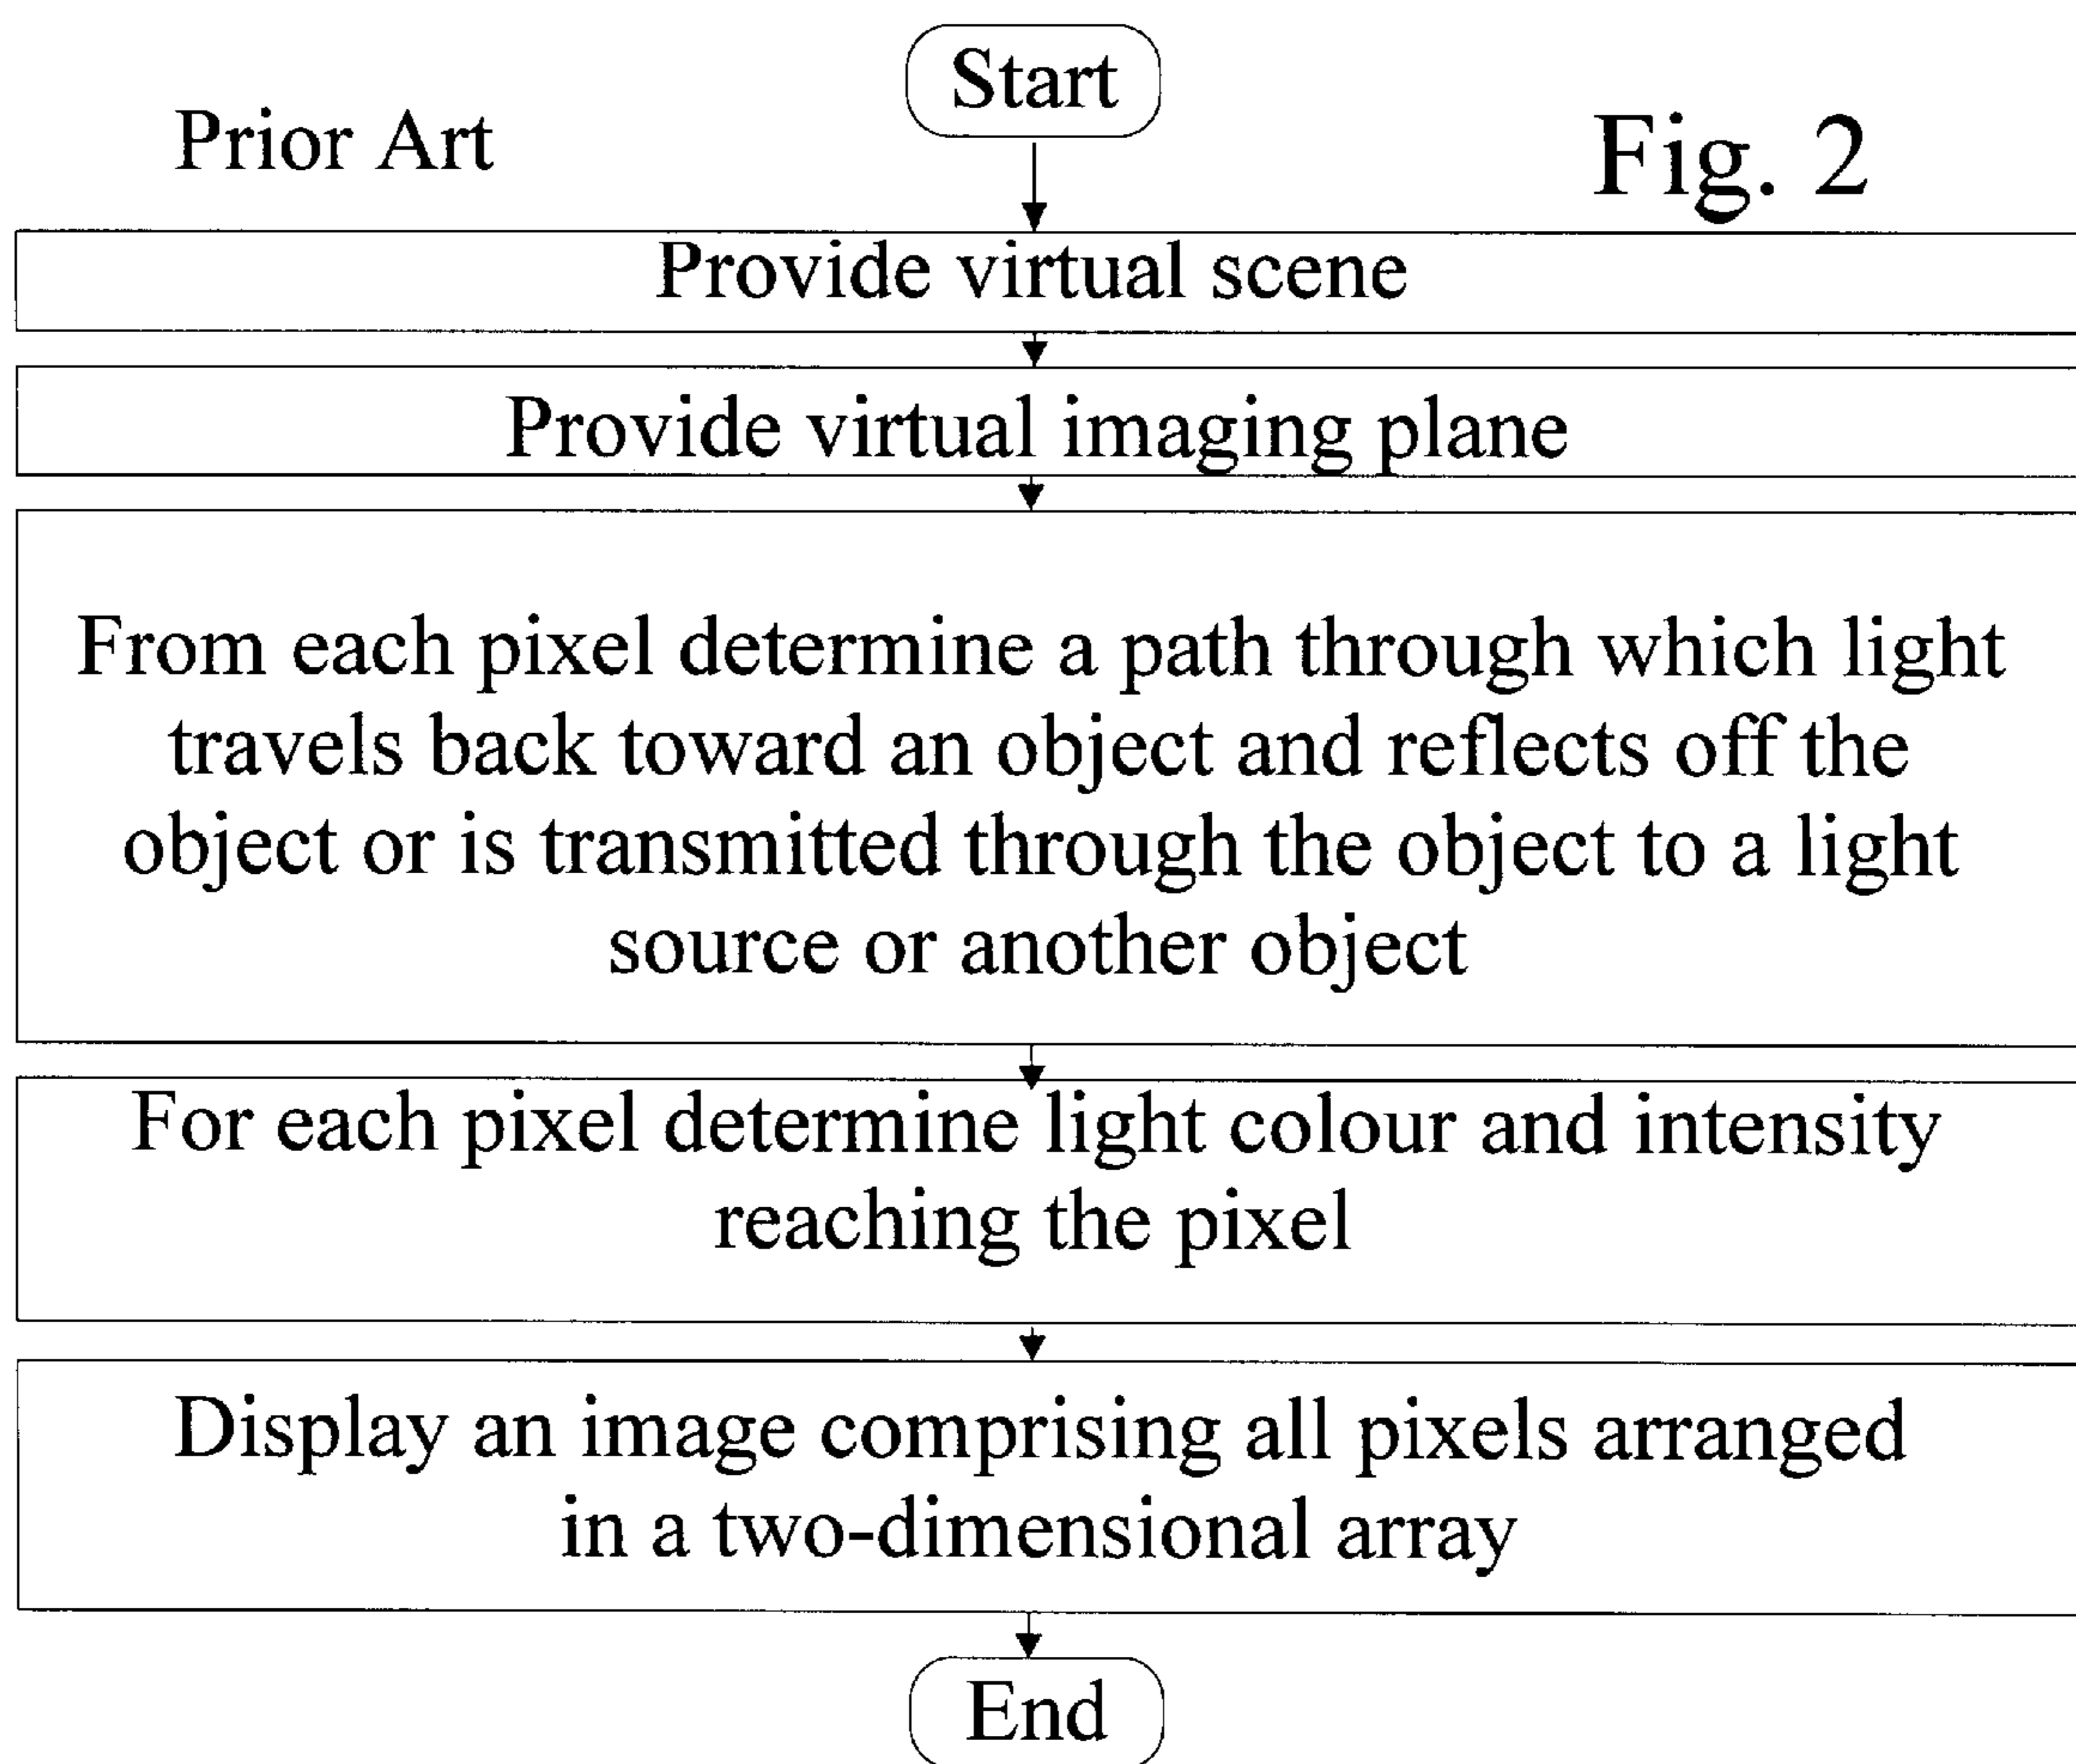 Start
Prior Art
Fig. 2
Provide virtual scene
Provide virtual imaging plane
From each pixel determine a path through which light
travels back toward an object and reflects off the
object or is transmitted through the object to a light
source or another object
For each pixel determine light colour and intensity
reaching the pixel
Display an image comprising all pixels arranged
in a two-dimensional array
End